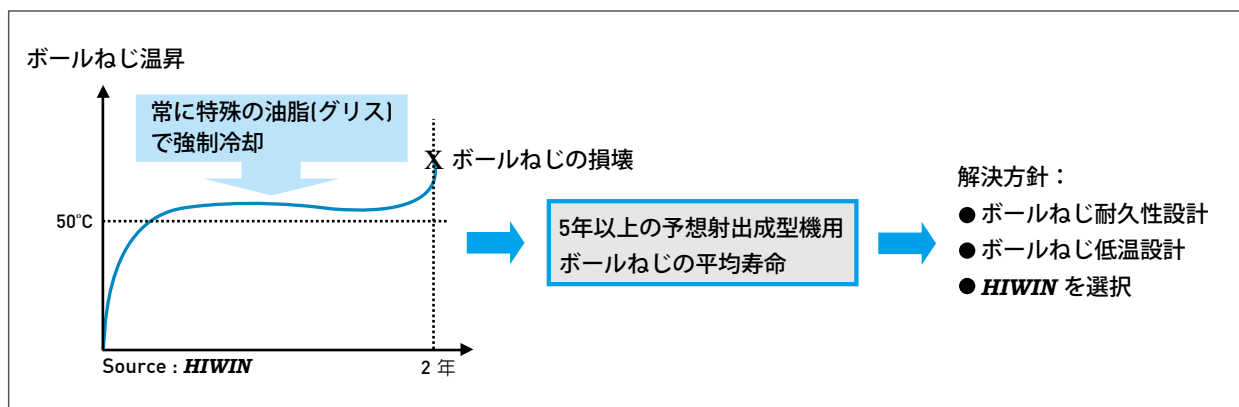 ボールねじ温昇
常に特殊の油脂(グリス)
で強制冷却
X ボールねじの損壊
50°C
Source : HIWIN
2 年
5年以上の予想射出成型機用
ボールねじの平均寿命
解決方針：
● ボールねじ耐久性設計
● ボールねじ低温設計
● HIWIN を選択